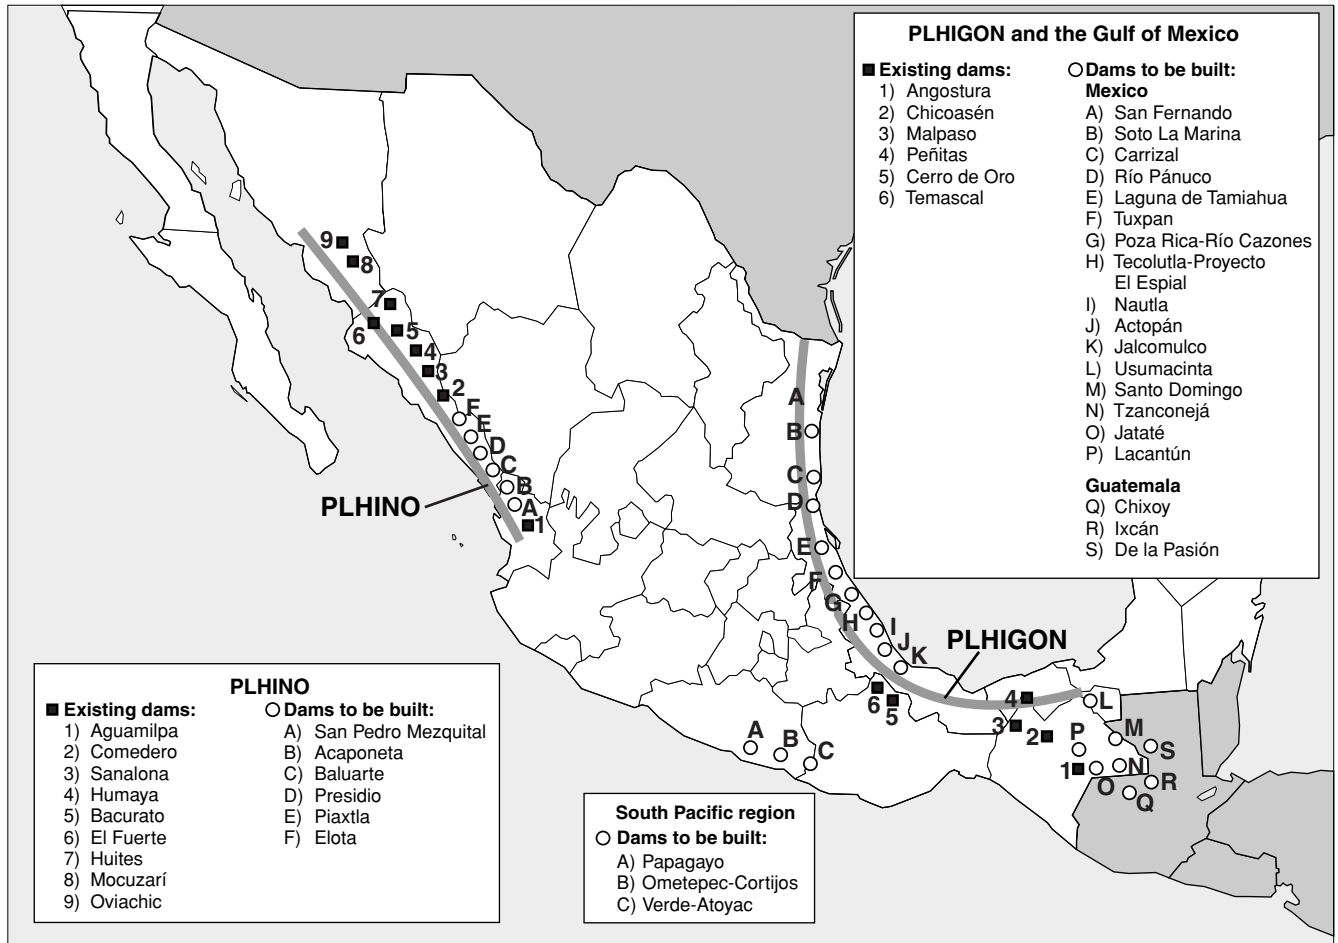 PLHIGON and the Gulf of Mexico
Existing dams:
1) Angostura
2) Chicoasén
3) Malpaso
4) Peñitas
5) Cerro de Oro
6) Temascal
Dams to be built:
Mexico
A) San Fernando
B) Soto La Marina
C) Carrizal
D) Río Pánuco
E) Laguna de Tamiahua
F) Tuxpan
G) Poza Rica-Río Cazones
H) Tecolutla-Proyecto
El Espial
I) Nautla
J) Actopán
K) Jalcomulco
L) Usumacinta
M) Santo Domingo
N) Tzanconejá
O) Jataté
P) Lacantún
Guatemala
Q) Chixoy
R) Ixcán
S) De la Pasión
9
8
7
6
5
4
3
2
F
E
D
C
B
A
1
PLHINO
A
B
C
D
E
F
G
H
I
J
K
PLHIGON
6
5
4
3
2
1
L
M
P
S
N
O
R
Q
A
B
C
PLHINO
Existing dams:
1) Aguamilpa
2) Comedero
3) Sanalona
4) Humaya
5) Bacurato
6) El Fuerte
7) Huites
8) Mocuzarí
9) Oviachic
Dams to be built:
A) San Pedro Mezquital
B) Acaponeta
C) Baluarte
D) Presidio
E) Piaxtla
F) Elota
South Pacific region
Dams to be built:
A) Papagayo
B) Ometepec-Cortijos
C) Verde-Atoyac